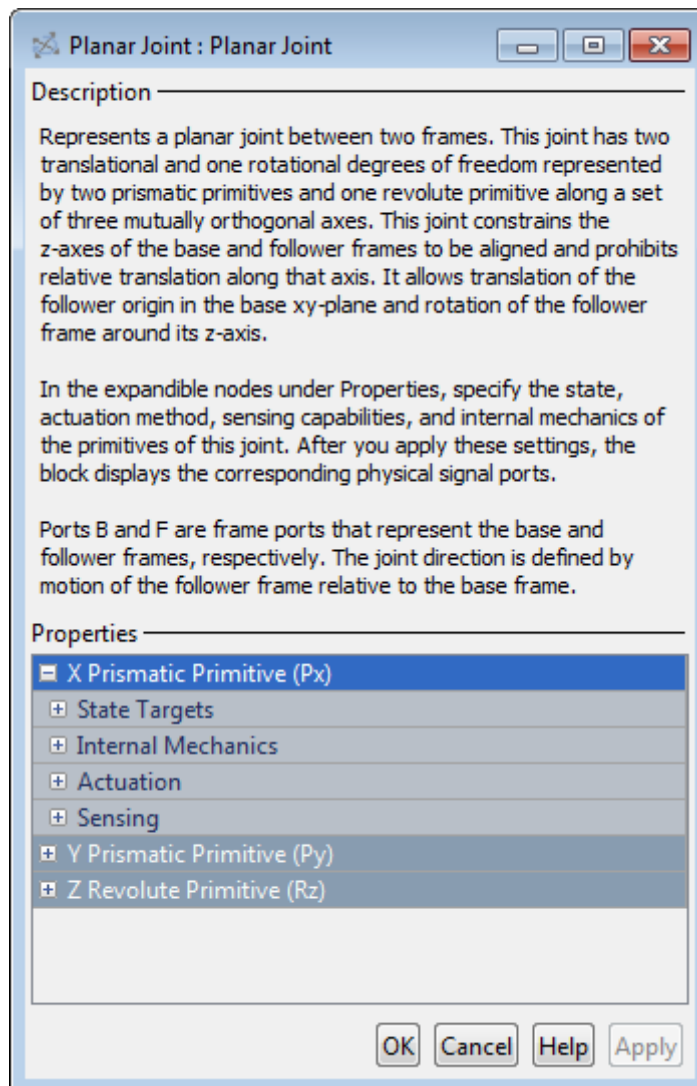 Planar Joint : Planar Joint
Description
Represents a planar joint between two frames. This joint has two
translational and one rotational degrees of freedom represented
by two prismatic primitives and one revolute primitive along a set
of three mutually orthogonal axes. This joint constrains the
z-axes of the base and follower frames to be aligned and prohibits
relative translation along that axis. It allows translation of the
follower origin in the base xy-plane and rotation of the follower
frame around its z-axis.
In the expandible nodes under Properties, specify the state,
actuation method, sensing capabilities, and internal mechanics of
the primitives of this joint. After you apply these settings, the
block displays the corresponding physical signal ports.
Ports B and F are frame ports that represent the base and
follower frames, respectively. The joint direction is defined by
motion of the follower frame relative to the base frame.
Properties
X Prismatic Primitive (Px)
State Targets
Internal Mechanics
Actuation
Sensing
Y Prismatic Primitive (Py)
Z Revolute Primitive (Rz)
OK Cancel Help Apply